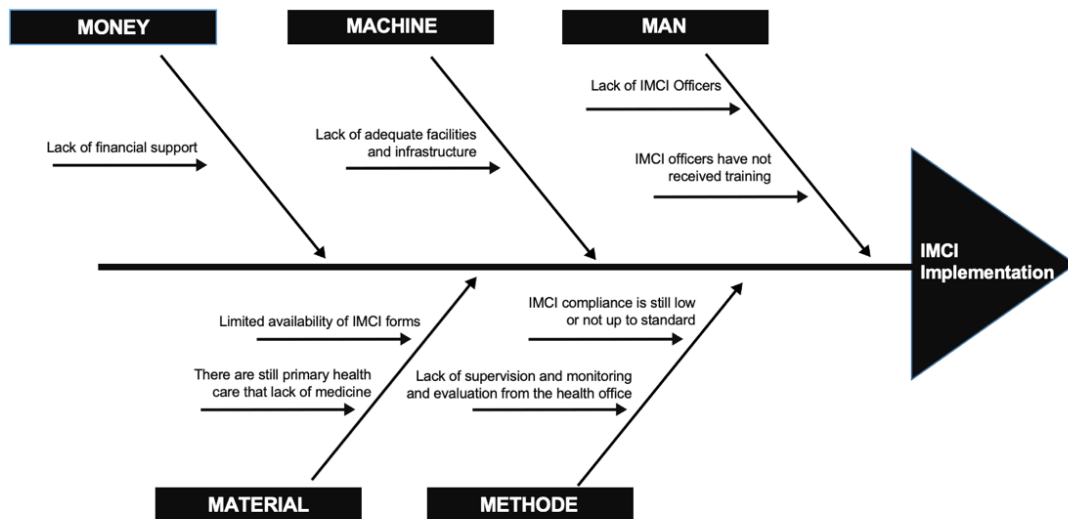 MONEY
MACHINE
MAN
Lack of financial support
Lack of adequate facilities
and infrastructure
Lack of IMCI Officers
IMCI officers have not
received training
IMCI
Implementation
Limited availability of IMCI forms
There are still primary health
care that lack of medicine
IMCI compliance is still low
or not up to standard
Lack of supervision and monitoring
and evaluation from the health office
MATERIAL
METHODE